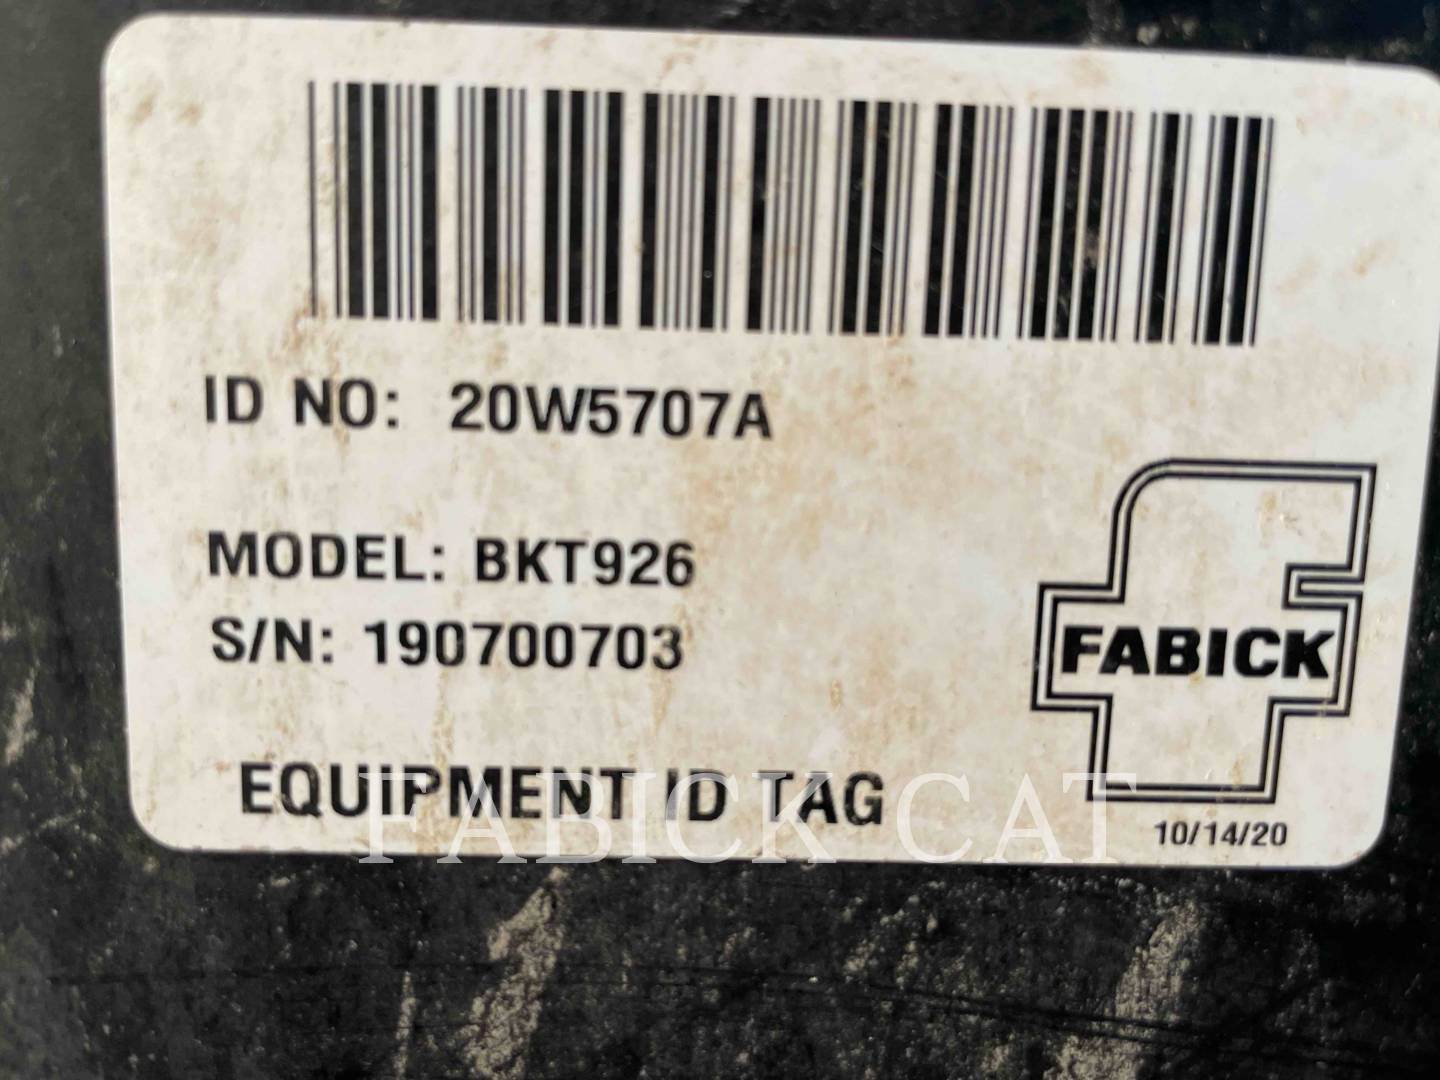 ID NO: 20W5707A
MODEL: BKT926
S/N: 190700703
FABICK
EQUIPMENT ID TAG
FABICK CAT
10/14/20